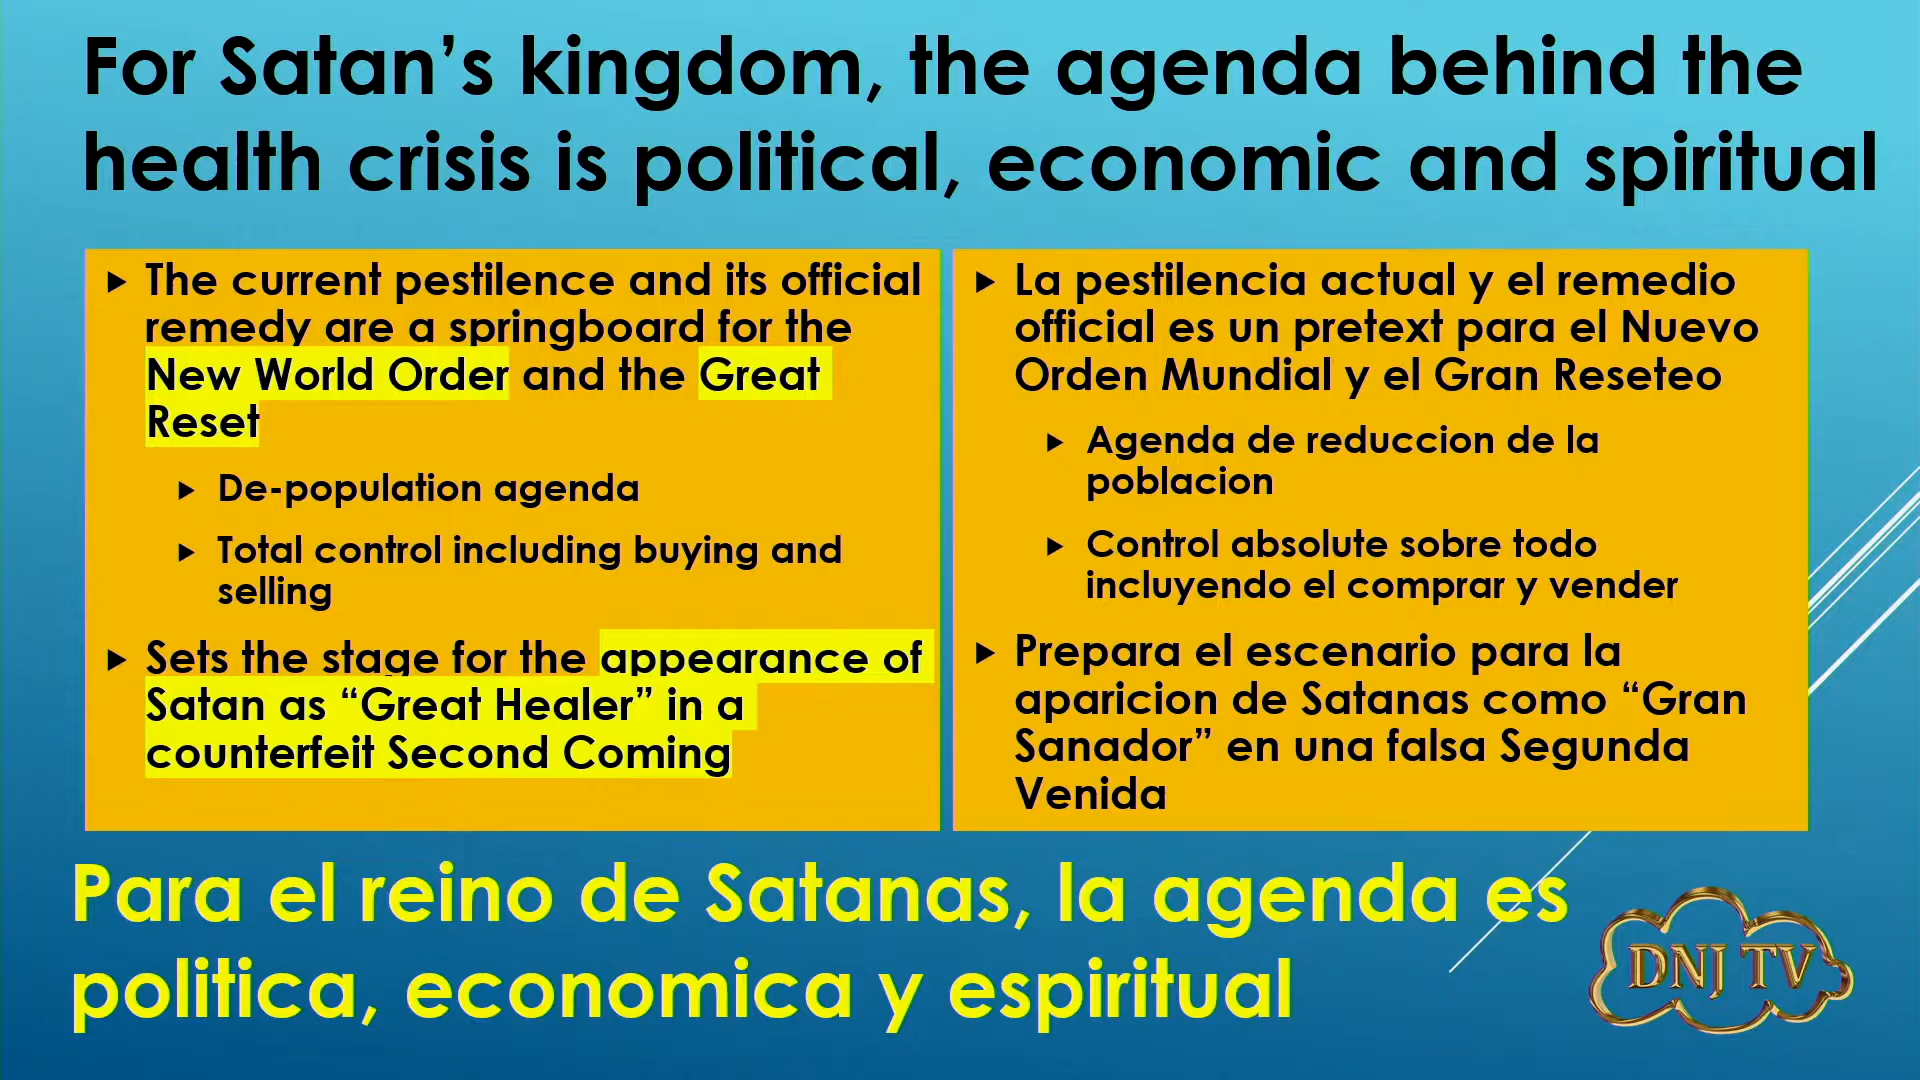 For Satan’s kingdom, the agenda behind the
health crisis is political, economic and spiritual
The current pestilence and its official
remedy are a springboard for the
New World Order and the Great
Reset
De-population agenda
Total control including buying and
selling
Sets the stage for the appearance of
Satan as “Great Healer” in a
counterfeit Second Coming
La pestilencia actual y el remedio
official es un pretext para el Nuevo
Orden Mundial y el Gran Reseteo
Agenda de reduccion de la
poblacion
Control absolute sobre todo
incluyendo el comprar y vender
Prepara el escenario para la
aparicion de Satanas como “Gran
Sanador” en una falsa Segunda
Venida
Para el reino de Satanas, la agenda es
politica, economica y espiritual
DNJ TV